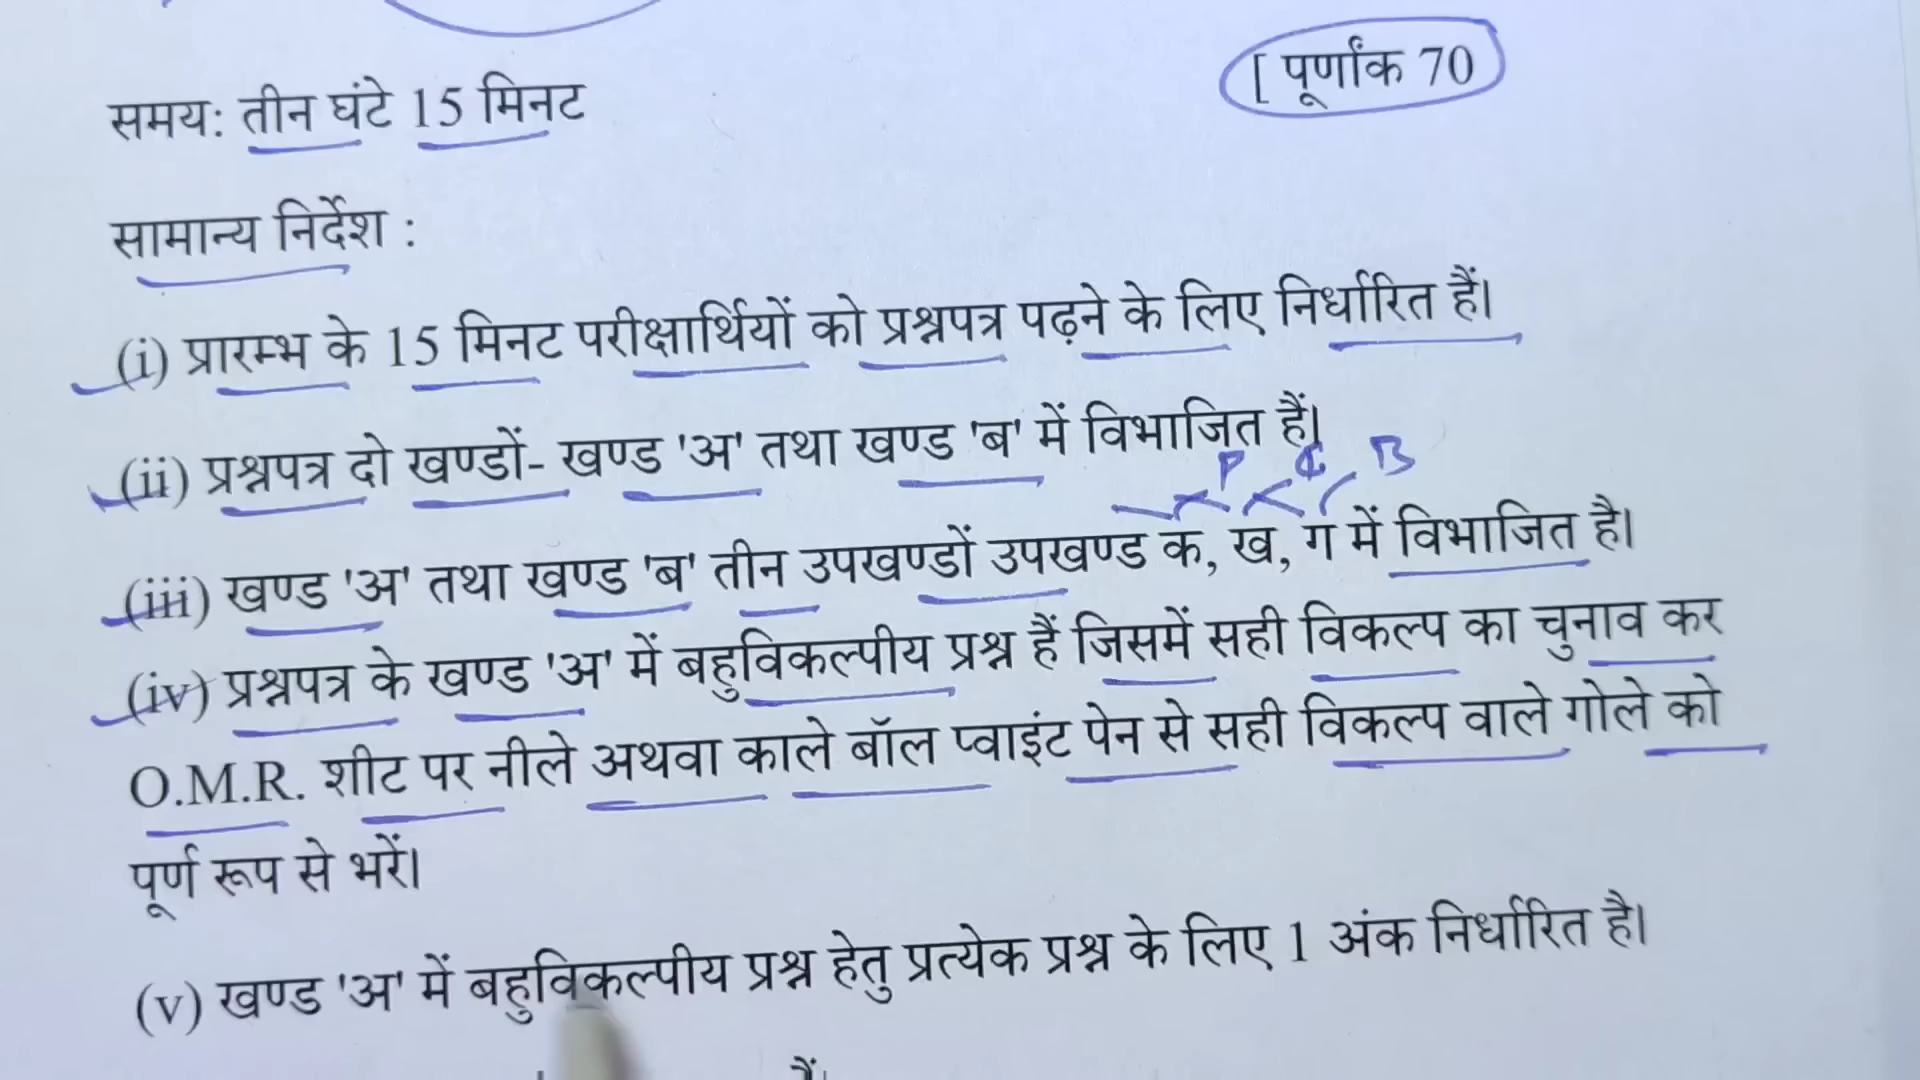 [ पूर्णांक 70
समय: तीन घंटे 15 मिनट
सामान्य निर्देश :
(i) प्रारम्भ के 15 मिनट परीक्षार्थियों को प्रश्नपत्र पढ़ने के लिए निर्धारित हैं।
(ii) प्रश्नपत्र दो खण्डों- खण्ड 'अ' तथा खण्ड 'ब' में विभाजित हैं।
P C B
(iii) खण्ड 'अ' तथा खण्ड 'ब' तीन उपखण्डों उपखण्ड क, ख, ग में विभाजित है।
(iv) प्रश्नपत्र के खण्ड 'अ' में बहुविकल्पीय प्रश्न हैं जिसमें सही विकल्प का चुनाव कर
O.M.R. शीट पर नीले अथवा काले बॉल प्वाइंट पेन से सही विकल्प वाले गोले को
पूर्ण रूप से भरें।
(v) खण्ड 'अ' में बहुविकल्पीय प्रश्न हेतु प्रत्येक प्रश्न के लिए 1 अंक निर्धारित है।